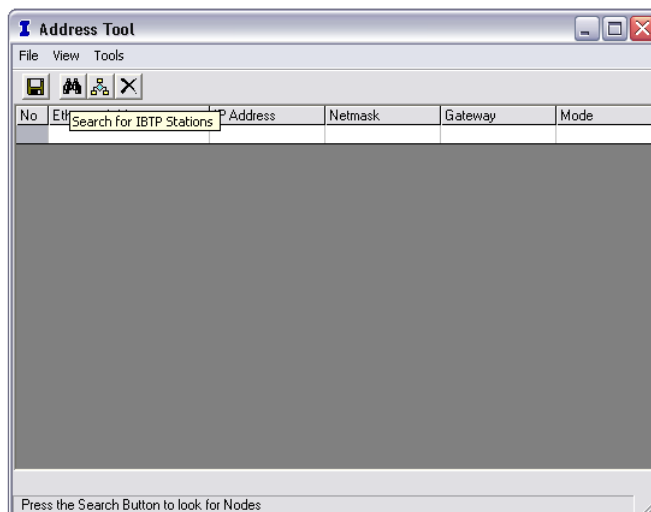 Address Tool
File View Tools
No Eth P Address Netmask Gateway Mode
Search for IBTP Stations
Press the Search Button to look for Nodes